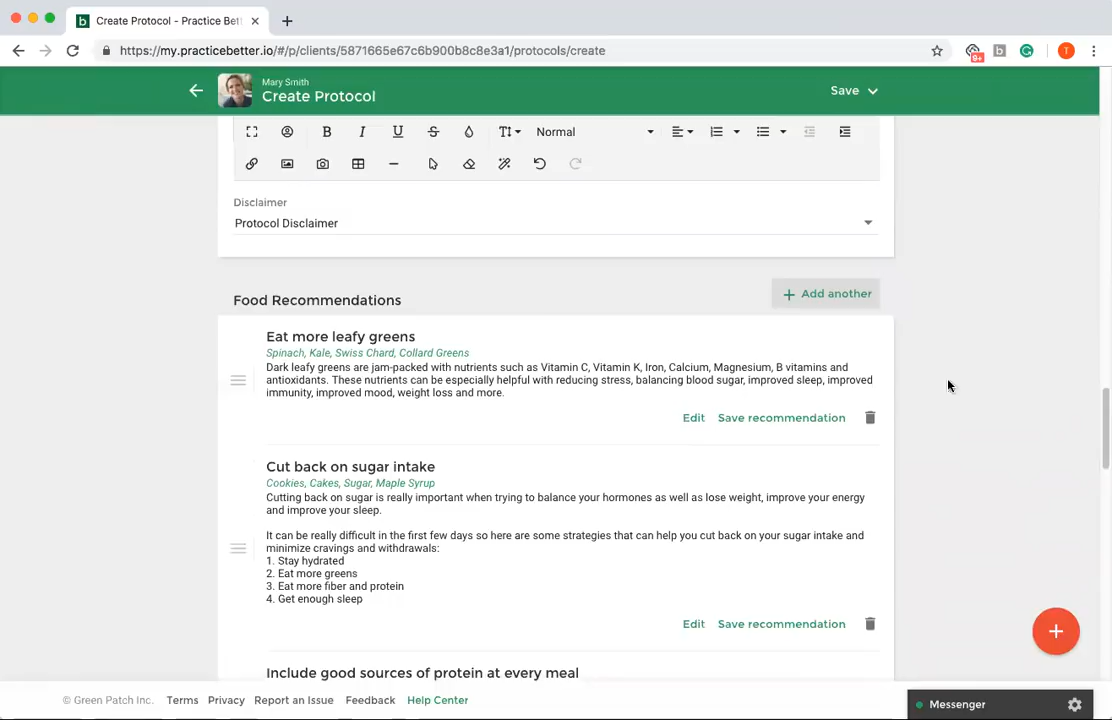 Create Protocol - Practice Bett
https://my.practicebetter.io/#/p/clients/5871665e67c6b900b8c8e3a1/protocols/create
9+
b
T
Mary Smith
Create Protocol
Save
B I U S Normal
Disclaimer
Protocol Disclaimer
Food Recommendations
+ Add another
Eat more leafy greens
Spinach, Kale, Swiss Chard, Collard Greens
Dark leafy greens are jam-packed with nutrients such as Vitamin C, Vitamin K, Iron, Calcium, Magnesium, B vitamins and
antioxidants. These nutrients can be especially helpful with reducing stress, balancing blood sugar, improved sleep, improved
immunity, improved mood, weight loss and more.
Edit Save recommendation
Cut back on sugar intake
Cookies, Cakes, Sugar, Maple Syrup
Cutting back on sugar is really important when trying to balance your hormones as well as lose weight, improve your energy
and improve your sleep.
It can be really difficult in the first few days so here are some strategies that can help you cut back on your sugar intake and
minimize cravings and withdrawals:
1. Stay hydrated
2. Eat more greens
3. Eat more fiber and protein
4. Get enough sleep
Edit Save recommendation
Include good sources of protein at every meal
© Green Patch Inc. Terms Privacy Report an Issue Feedback Help Center
Messenger